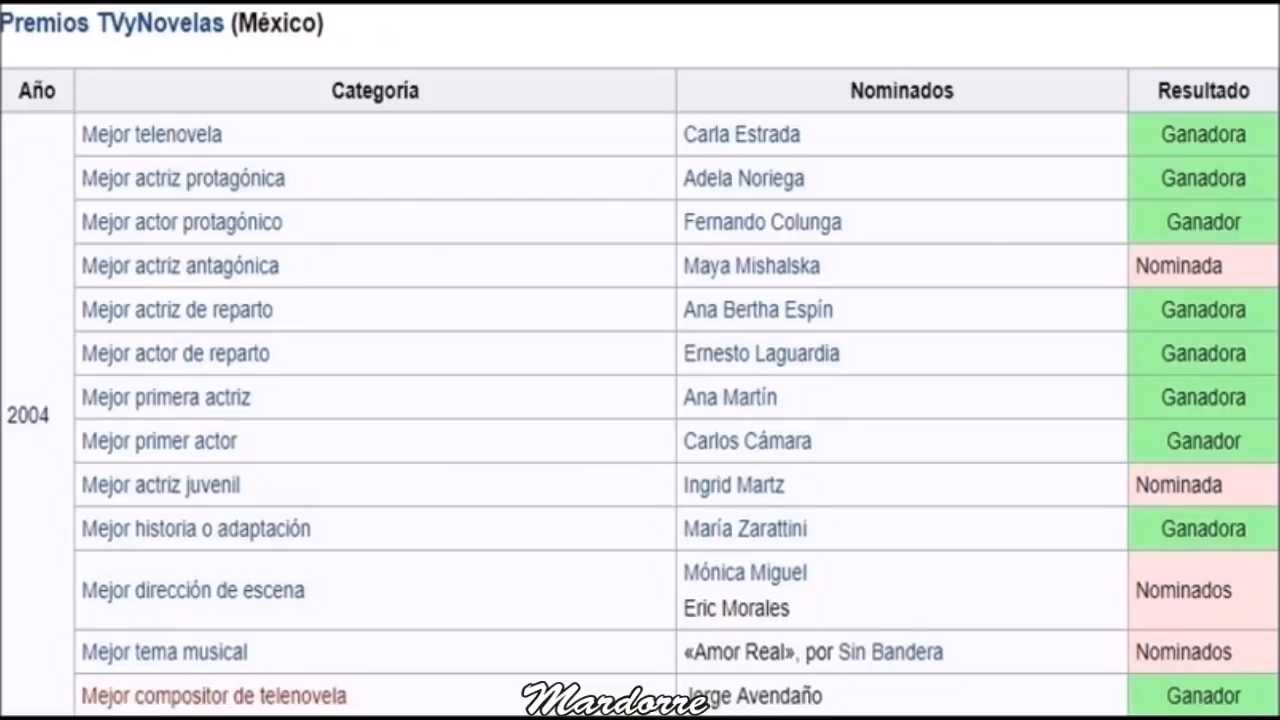 Premios TVyNovelas (México)
Año Categoría Nominados Resultado
Mejor telenovela Carla Estrada Ganadora
Mejor actriz protagónica Adela Noriega Ganadora
Mejor actor protagónico Fernando Colunga Ganador
Mejor actriz antagónica Maya Mishalska Nominada
Mejor actriz de reparto Ana Bertha Espín Ganadora
Mejor actor de reparto Ernesto Laguardia Ganadora
Mejor primera actriz Ana Martín Ganadora
2004
Mejor primer actor Carlos Cámara Ganador
Mejor actriz juvenil Ingrid Martz Nominada
Mejor historia o adaptación María Zarattini Ganadora
Mejor dirección de escena Mónica Miguel Nominados
Eric Morales
Mejor tema musical «Amor Real», por Sin Bandera Nominados
Mejor compositor de telenovela Jorge Avendaño Ganador
Mardorre